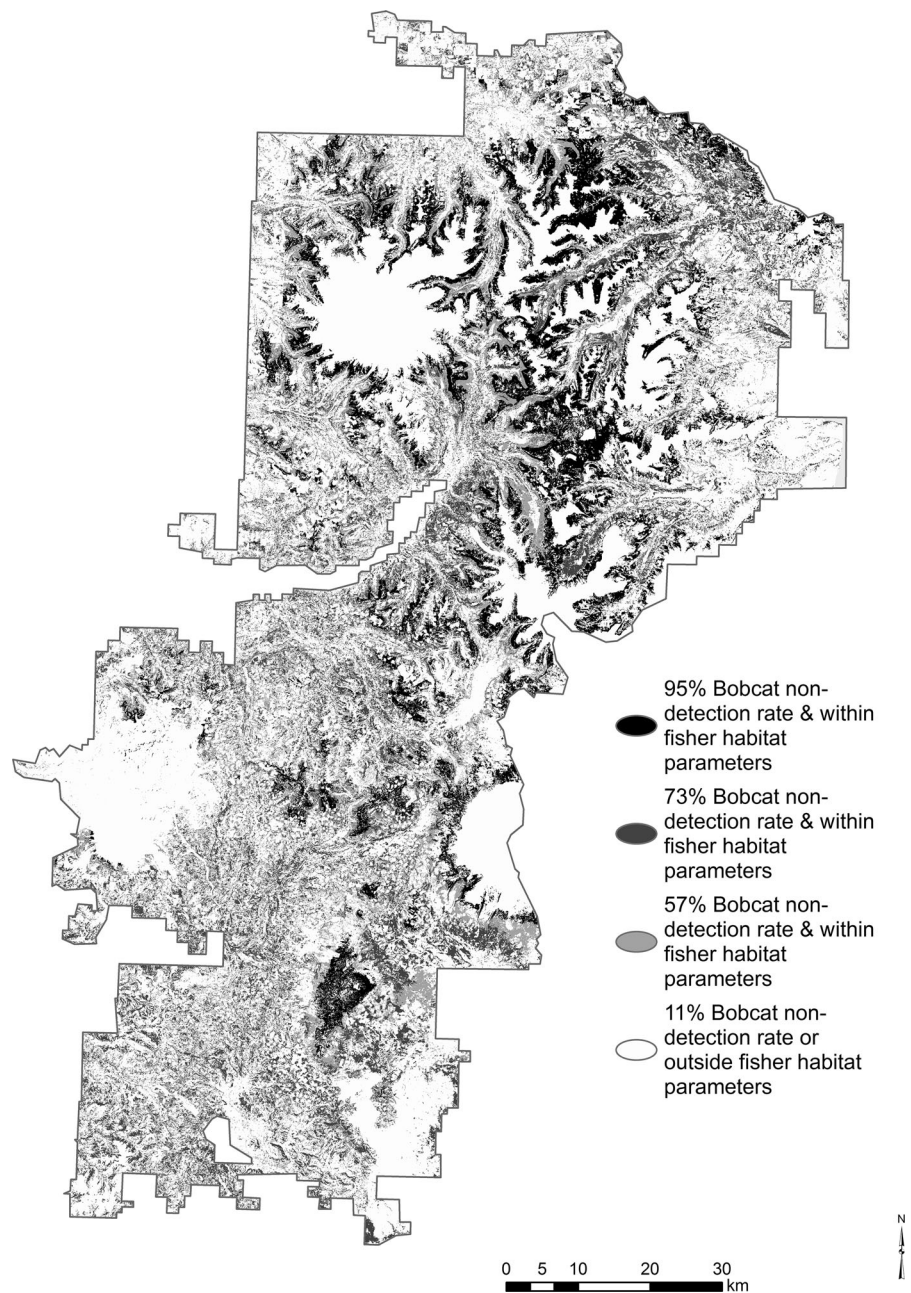 95% Bobcat non-
detection rate & within
fisher habitat
parameters
73% Bobcat non-
detection rate & within
fisher habitat
parameters
57% Bobcat non-
detection rate & within
fisher habitat
parameters
11% Bobcat non-
detection rate or
outside fisher habitat
parameters
N
0 5 10 20 30
km